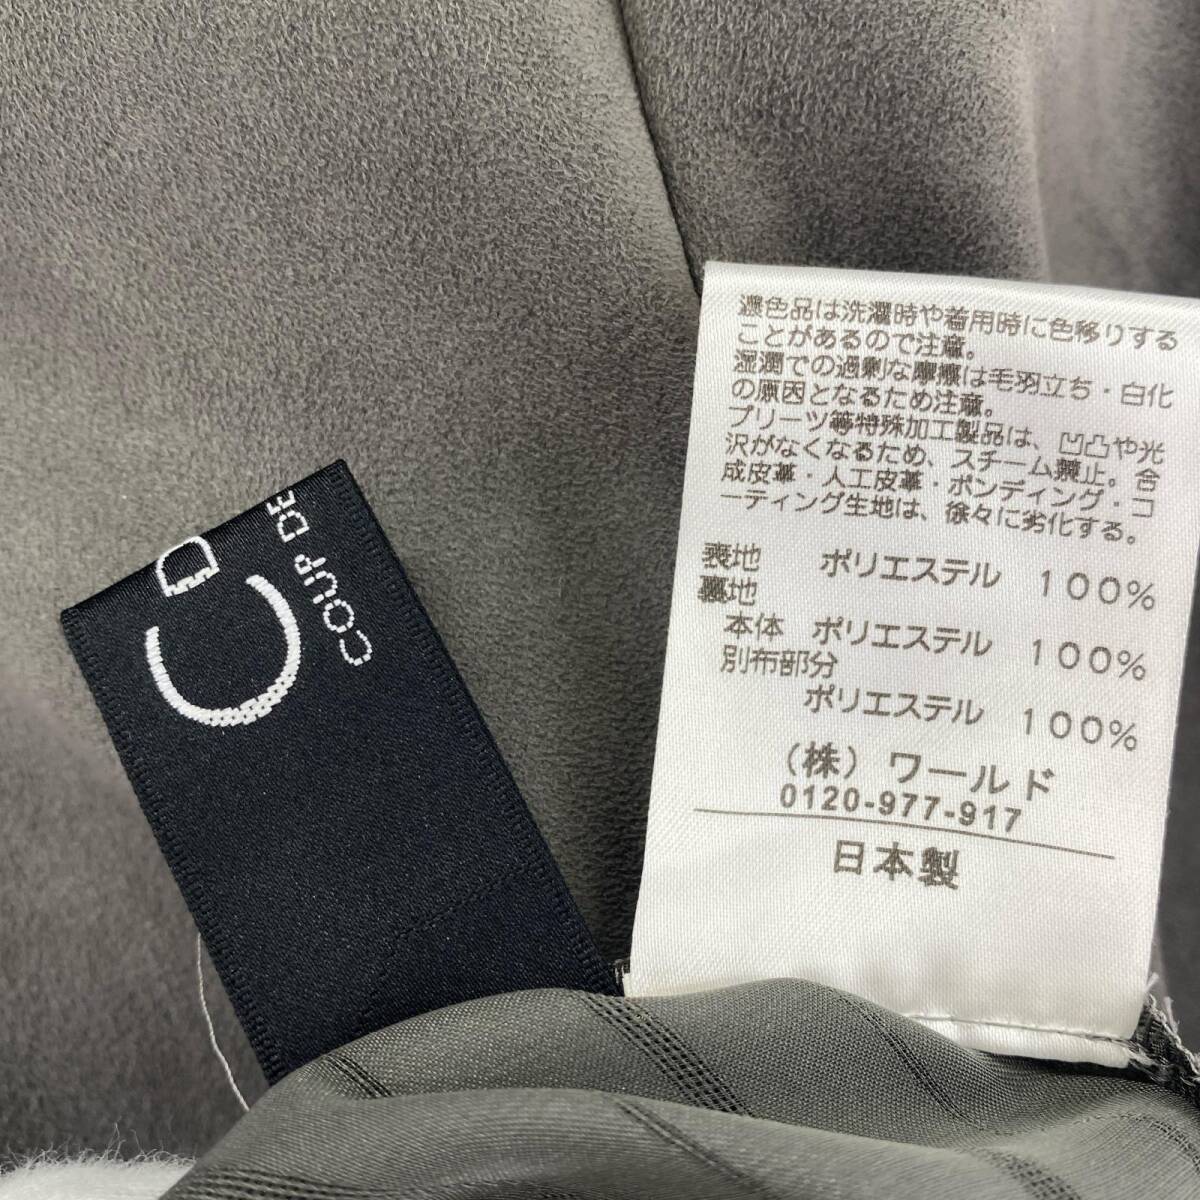 濃色品は洗濯時や着用時に色移りする
ことがあるので注意。
湿潤での過剰な摩擦は毛羽立ち・白化
の原因となるため注意。
プリーツ等特殊加工製品は、凹凸や光
沢がなくなるため、スチーム禁止。合
成皮革・人工皮革・ボンディング・コ
ーティング生地は、徐々に劣化する。
表地 ポリエステル 100%
裏地
本体 ポリエステル 100%
別布部分
ポリエステル 100%
(株) ワールド
0120-977-917
日本製
CD
COUP DE